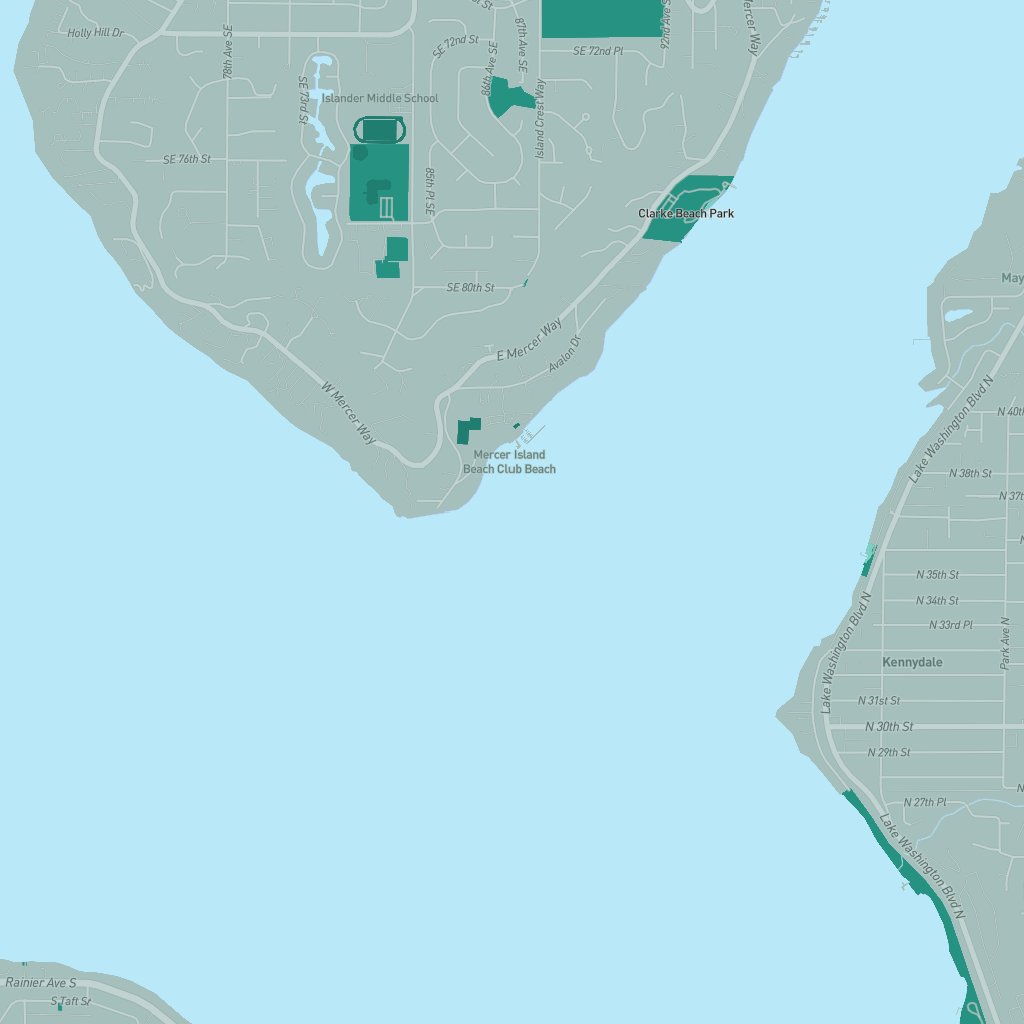 Holly Hill Dr
78th Ave SE
SE 72nd St
86th Ave SE
87th Ave SE
SE 72nd Pl
92nd Ave S
Mercer Way
SE 73rd St
Islander Middle School
Island Crest Way
SE 76th St
85th Pl SE
Clarke Beach Park
May
SE 80th St
E Mercer Way
Avalon Dr
W Mercer Way
Mercer Island
Beach Club Beach
Lake Washington Blvd N
N 40th
N 38th St
N 37th
N 35th St
N 34th St
N 33rd Pl
Lake Washington Blvd N
Park Ave N
Kennydale
N 31st St
N 30th St
N 29th St
N 27th Pl
Lake Washington Blvd N
Rainier Ave S
S Taft St